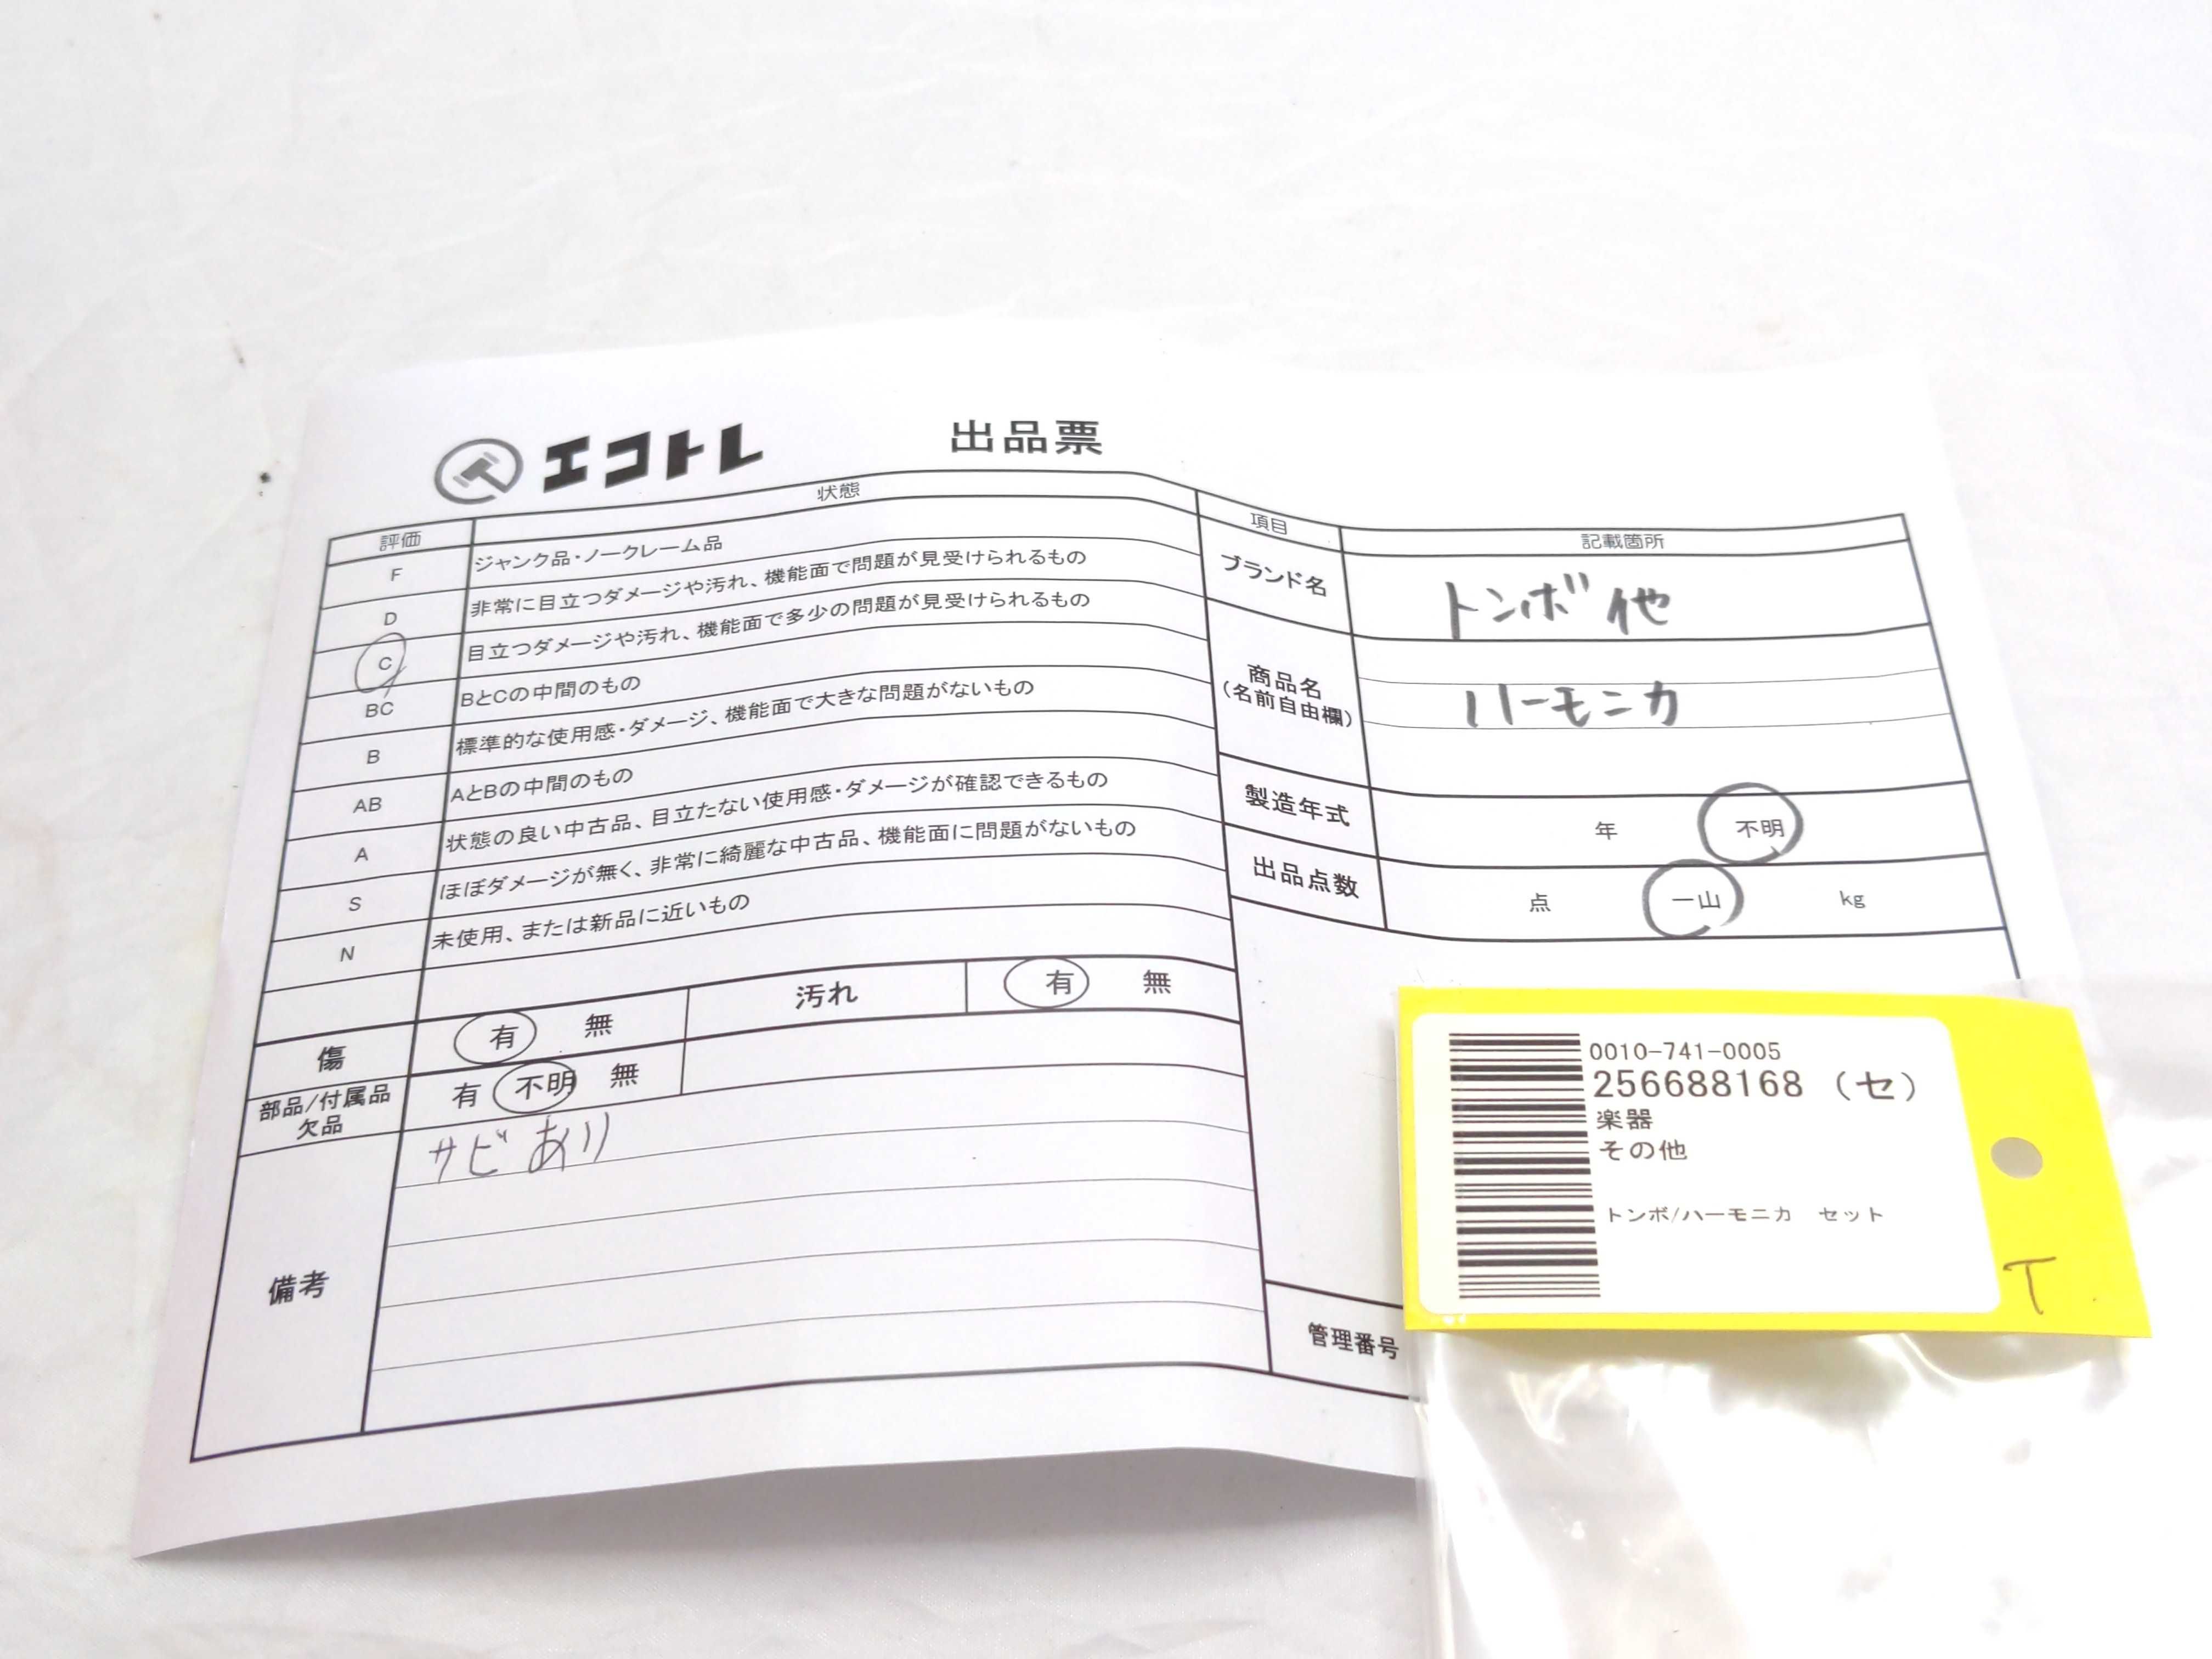 エコトレ 出品票
評価 状態
F ジャンク品・ノークレーム品
D 非常に目立つダメージや汚れ、機能面で問題が見受けられるもの
C 目立つダメージや汚れ、機能面で多少の問題が見受けられるもの
BC BとCの中間のもの
B 標準的な使用感・ダメージ、機能面で大きな問題がないもの
AB AとBの中間のもの
A 状態の良い中古品、目立たない使用感・ダメージが確認できるもの
S ほぼダメージが無く、非常に綺麗な中古品、機能面に問題がないもの
N 未使用、または新品に近いもの
傷 有 無 汚れ 有 無
部品/付属品
欠品 有 不明 無
備考 サビあり
項目 記載箇所
ブランド名 トンボ 他
商品名
(名前自由欄) ハーモニカ
製造年式 年 不明
出品点数 点 一山 kg
管理番号
0010-741-0005
256688168 (セ)
楽器
その他
トンボ/ハーモニカ セット
T